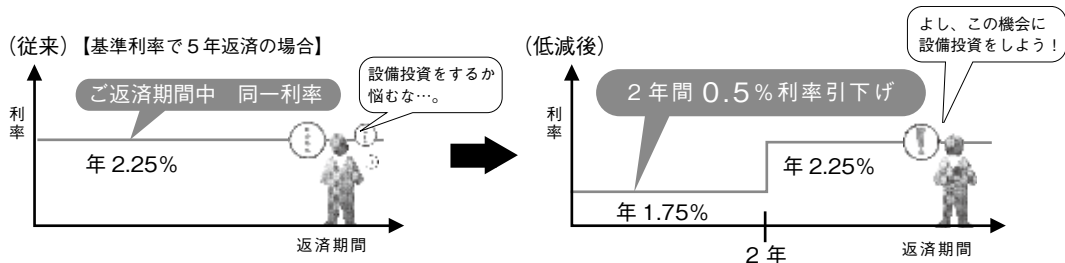 (従来)【基準利率で5年返済の場合】
ご返済期間中 同一利率
設備投資をするか
悩むな…。
利率
年 2.25%
返済期間
(低減後)
2年間 0.5%利率引下げ
よし、この機会に
設備投資をしよう!
利率
年 1.75%
年 2.25%
2年
返済期間